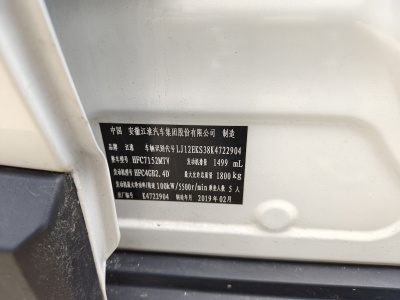 中国 安徽江淮汽车集团股份有限公司 制造
品牌 江淮 车辆识别代号 LJ12EKS38K4722904
整车型号 HFC7152MTV 发动机排量 1499 mL
发动机型号 HFC4GB2.4D 最大允许总质量 1800 kg
发动机最大净功率/转速 100kW/5500r/min 乘坐人数 5 人
出厂编号 K4722904 制造年月 2019年02月